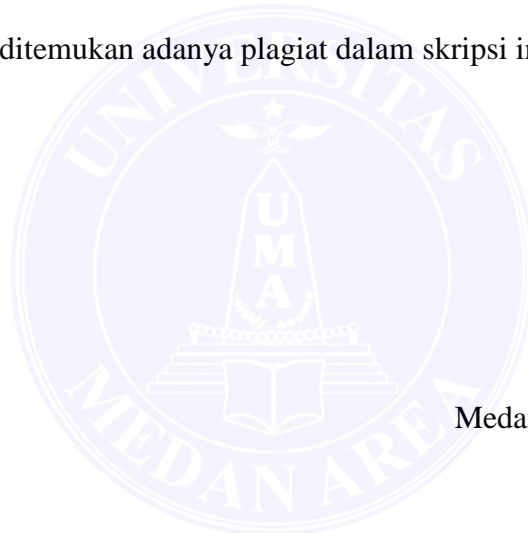 ditemukan adanya plagiat dalam skripsi in
UNIVERSITAS
U
M
A
Meda
MEDAN AREA